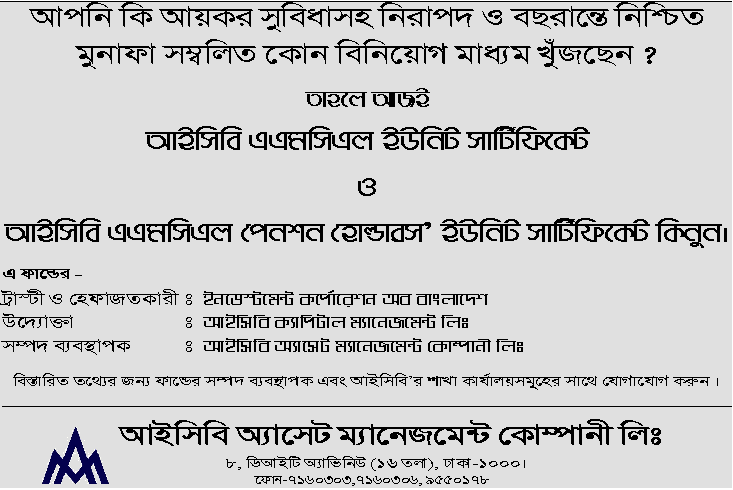 আপনি কি আয়কর সুবিধাসহ নিরাপদ ও বছরান্তে নিশ্চিত
মুনাফা সম্বলিত কোন বিনিয়োগ মাধ্যম খুঁজছেন ?
তাহলে আজই
আইসিবি এএমসিএল ইউনিট সার্টিফিকেট
ও
আইসিবি এএমসিএল পেনশন হোল্ডারস’ ইউনিট সার্টিফিকেট কিনুন।
এ ফান্ডের –
ট্রাস্টী ও হেফাজতকারী ঃ ইনভেস্টমেন্ট কর্পোরেশন অব বাংলাদেশ
উদ্যোক্তা ঃ আইসিবি ক্যাপিটাল ম্যানেজমেন্ট লিঃ
সম্পদ ব্যবস্থাপক ঃ আইসিবি অ্যাসেট ম্যানেজমেন্ট কোম্পানী লিঃ
বিস্তারিত তথ্যের জন্য ফান্ডের সম্পদ ব্যবস্থাপক এবং আইসিবি’র শাখা কার্যালয়সমূহের সাথে যোগাযোগ করুন ।
আইসিবি অ্যাসেট ম্যানেজমেন্ট কোম্পানী লিঃ
৮, ডিআইটি অ্যাভিনিউ (১৬ তলা), ঢাকা-১০০০।
ফোন-৭১৬০৩০৩,৭১৬০৩০৬, ৯৫৫০১৭৮